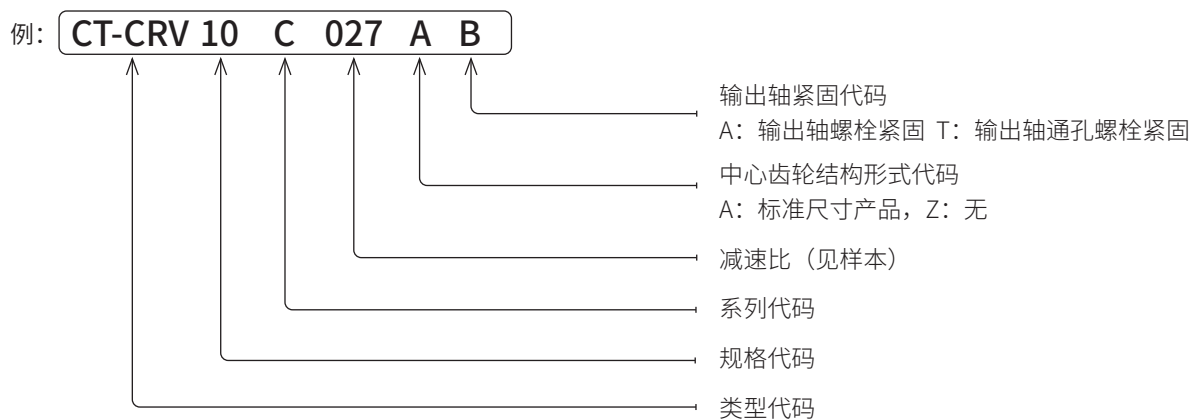 例: CT-CRV 10 C 027 A B
输出轴紧固代码
A：输出轴螺栓紧固 T：输出轴通孔螺栓紧固
中心齿轮结构形式代码
A：标准尺寸产品，Z：无
减速比（见样本）
系列代码
规格代码
类型代码